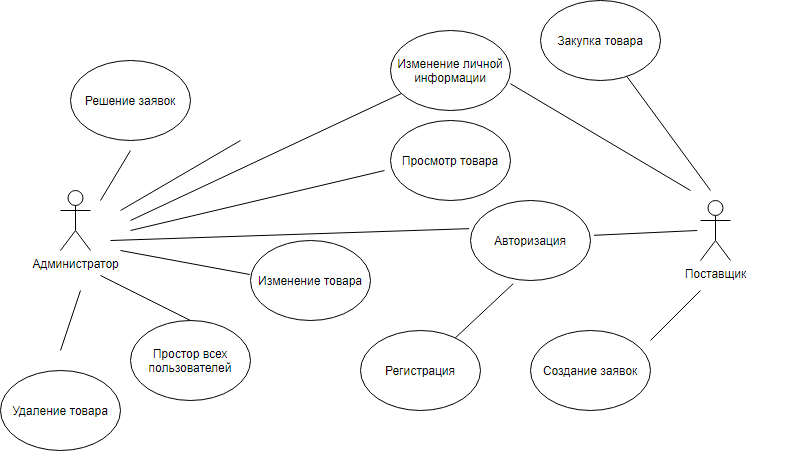 Закупка товара
Изменение личной
информации
Решение заявок
Просмотр товара
Авторизация
Администратор
Поставщик
Изменение товара
Простор всех
пользователей
Регистрация
Создание заявок
Удаление товара